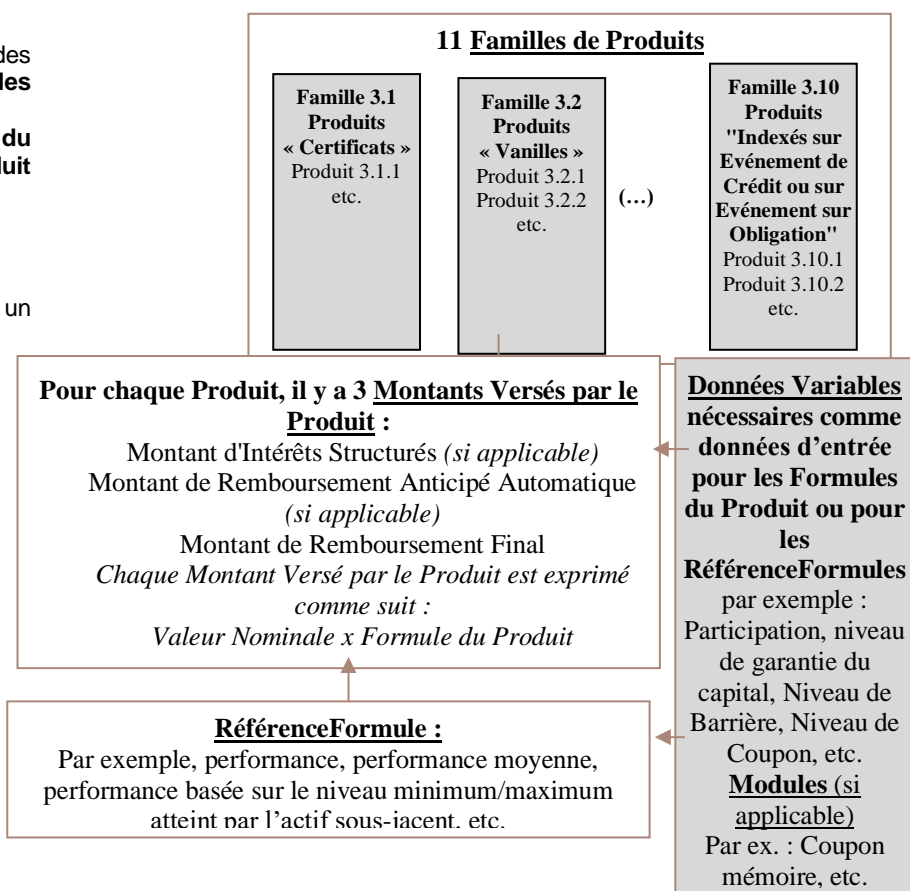 des
les
du
duit
un
11 Familles de Produits
Famille 3.1
Produits
« Certificats »
Produit 3.1.1
etc.
Famille 3.2
Produits
« Vanilles »
Produit 3.2.1
Produit 3.2.2
etc.
(…)
Famille 3.10
Produits
"Indexés sur
Evénement de
Crédit ou sur
Evénement sur
Obligation"
Produit 3.10.1
Produit 3.10.2
etc.
Pour chaque Produit, il y a 3 Montants Versés par le
Produit :
Montant d'Intérêts Structurés (si applicable)
Montant de Remboursement Anticipé Automatique
(si applicable)
Montant de Remboursement Final
Chaque Montant Versé par le Produit est exprimé
comme suit :
Valeur Nominale x Formule du Produit
RéférenceFormule :
Par exemple, performance, performance moyenne,
performance basée sur le niveau minimum/maximum
atteint par l'actif sous-jacent, etc.
Données Variables
nécessaires comme
données d'entrée
pour les Formules
du Produit ou pour
les
RéférenceFormules
par exemple :
Participation, niveau
de garantie du
capital, Niveau de
Barrière, Niveau de
Coupon, etc.
Modules (si
applicable)
Par ex. : Coupon
mémoire, etc.